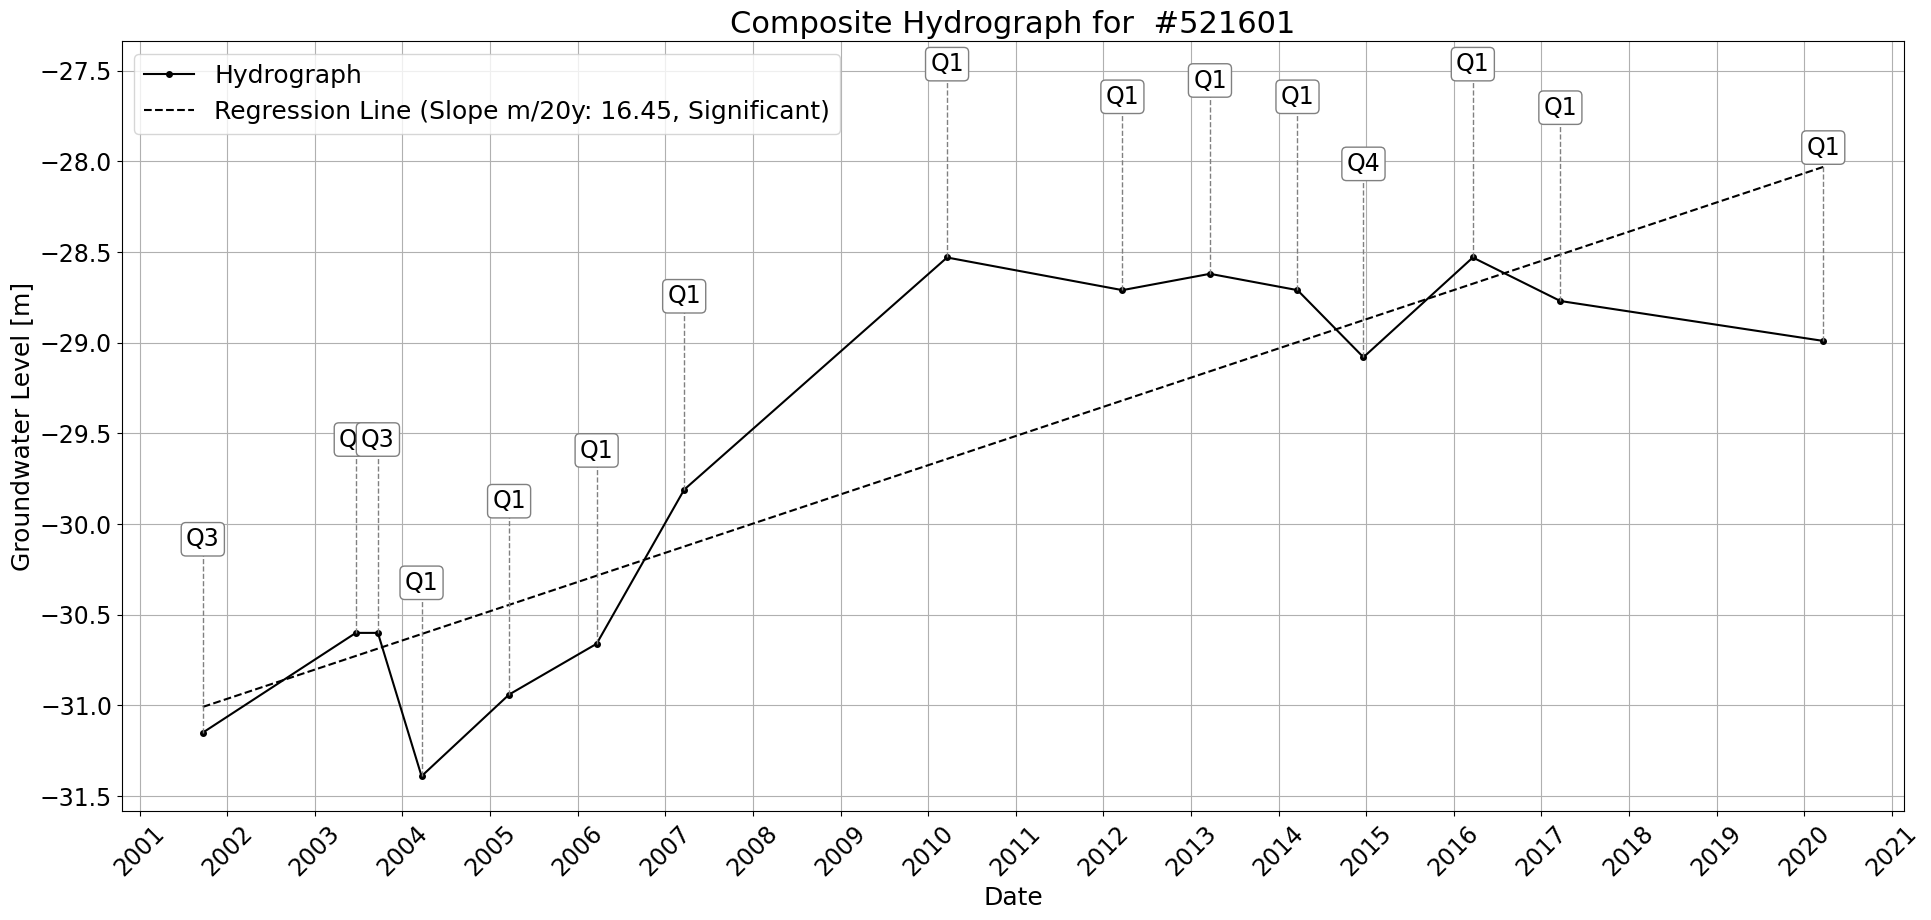 Composite Hydrograph for  #521601
Hydrograph
Regression Line (Slope m/20y: 16.45, Significant)
Groundwater Level [m]
−27.5
−28.0
−28.5
−29.0
−29.5
−30.0
−30.5
−31.0
−31.5
Q3
Q
Q3
Q1
Q1
Q1
Q1
Q1
Q1
Q1
Q1
Q4
Q1
Q1
Q1
2001
2002
2003
2004
2005
2006
2007
2008
2009
2010
2011
2012
2013
2014
2015
2016
2017
2018
2019
2020
2021
Date